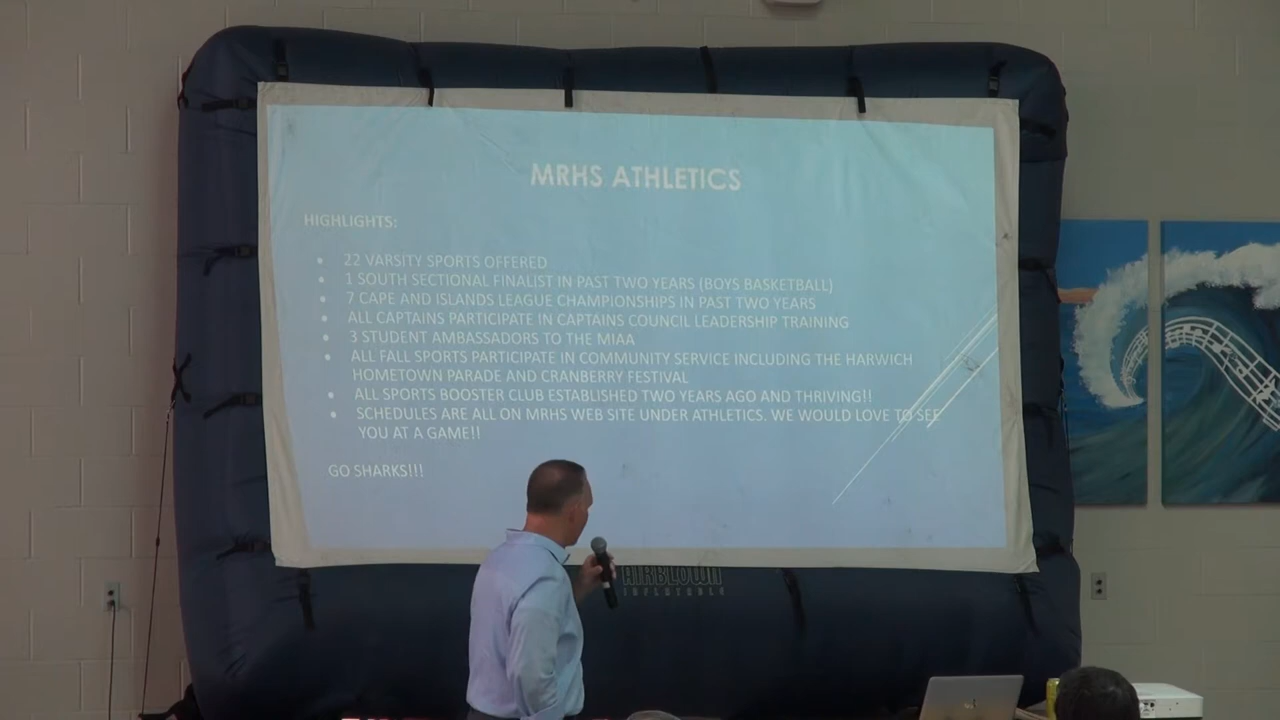 MRHS ATHLETICS
HIGHLIGHTS:
• 22 VARSITY SPORTS OFFERED
• 1 SOUTH SECTIONAL FINALIST IN PAST TWO YEARS (BOYS BASKETBALL)
• 7 CAPE AND ISLANDS LEAGUE CHAMPIONSHIPS IN PAST TWO YEARS
• ALL CAPTAINS PARTICIPATE IN CAPTAINS COUNCIL LEADERSHIP TRAINING
• 3 STUDENT AMBASSADORS TO THE MIAA
• ALL FALL SPORTS PARTICIPATE IN COMMUNITY SERVICE INCLUDING THE HARWICH
HOMETOWN PARADE AND CRANBERRY FESTIVAL
• ALL SPORTS BOOSTER CLUB ESTABLISHED TWO YEARS AGO AND THRIVING!!
• SCHEDULES ARE ALL ON MRHS WEB SITE UNDER ATHLETICS. WE WOULD LOVE TO SEE
YOU AT A GAME!!
GO SHARKS!!!
AIRBLOWN
INFLATABLE